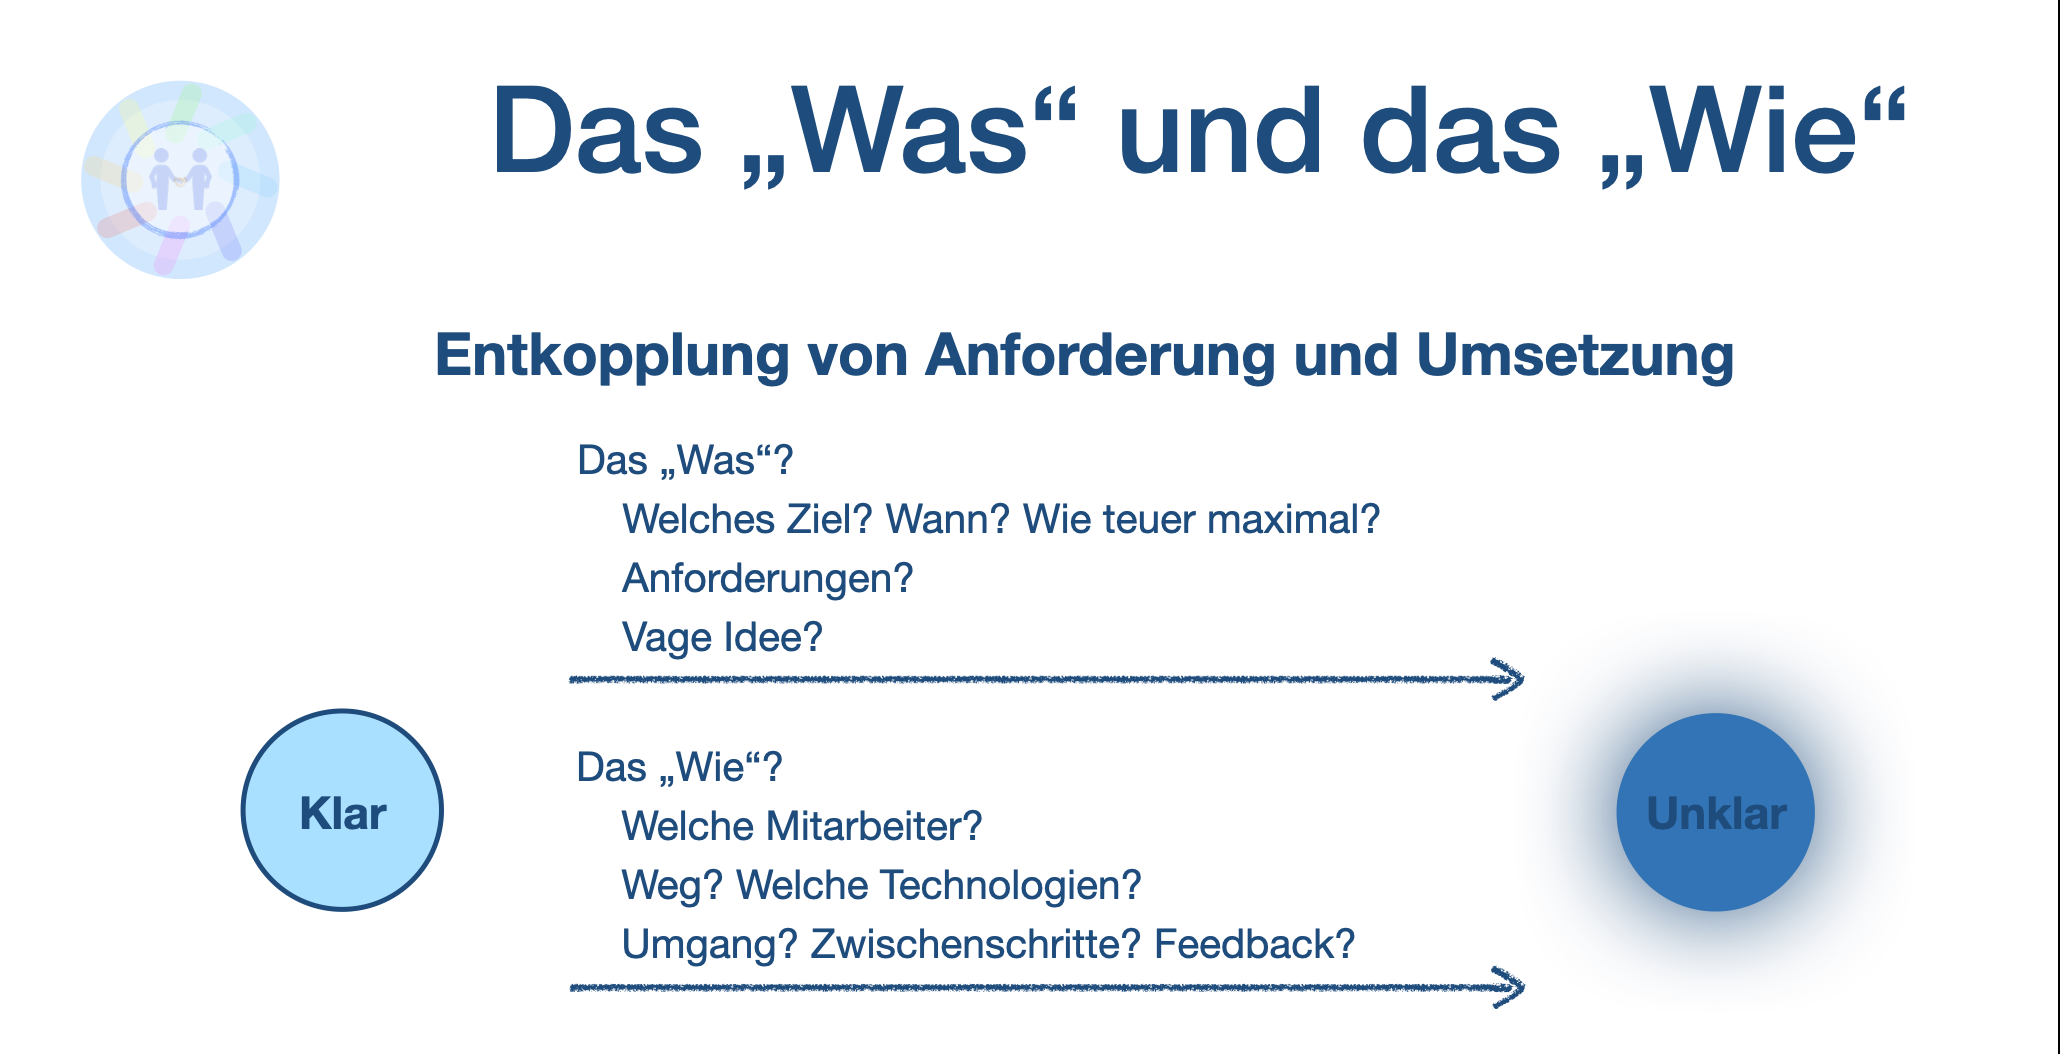 Das „Was“ und das „Wie“
Entkopplung von Anforderung und Umsetzung
Das „Was“?
Welches Ziel? Wann? Wie teuer maximal?
Anforderungen?
Vage Idee?
Das „Wie“?
Welche Mitarbeiter?
Weg? Welche Technologien?
Umgang? Zwischenschritte? Feedback?
Klar
Unklar